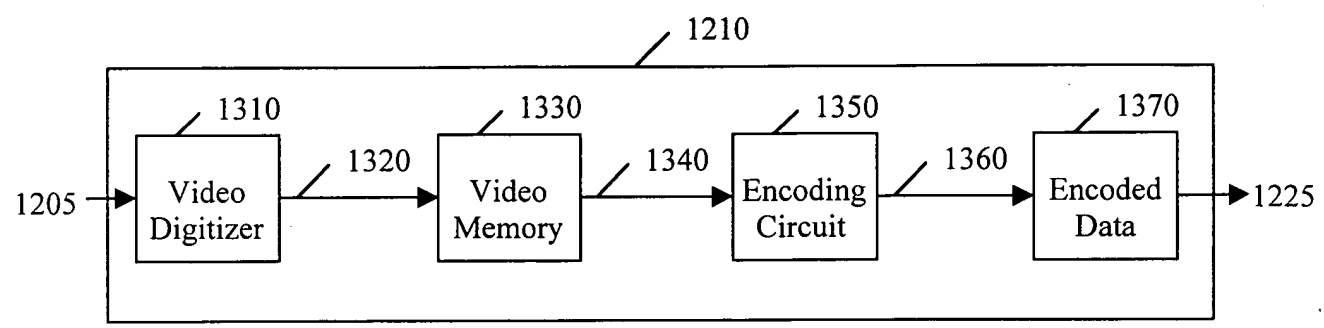 1210
1310
1330
1350
1370
1320
1340
1360
1205
Video
Digitizer
Video
Memory
Encoding
Circuit
Encoded
Data
1225